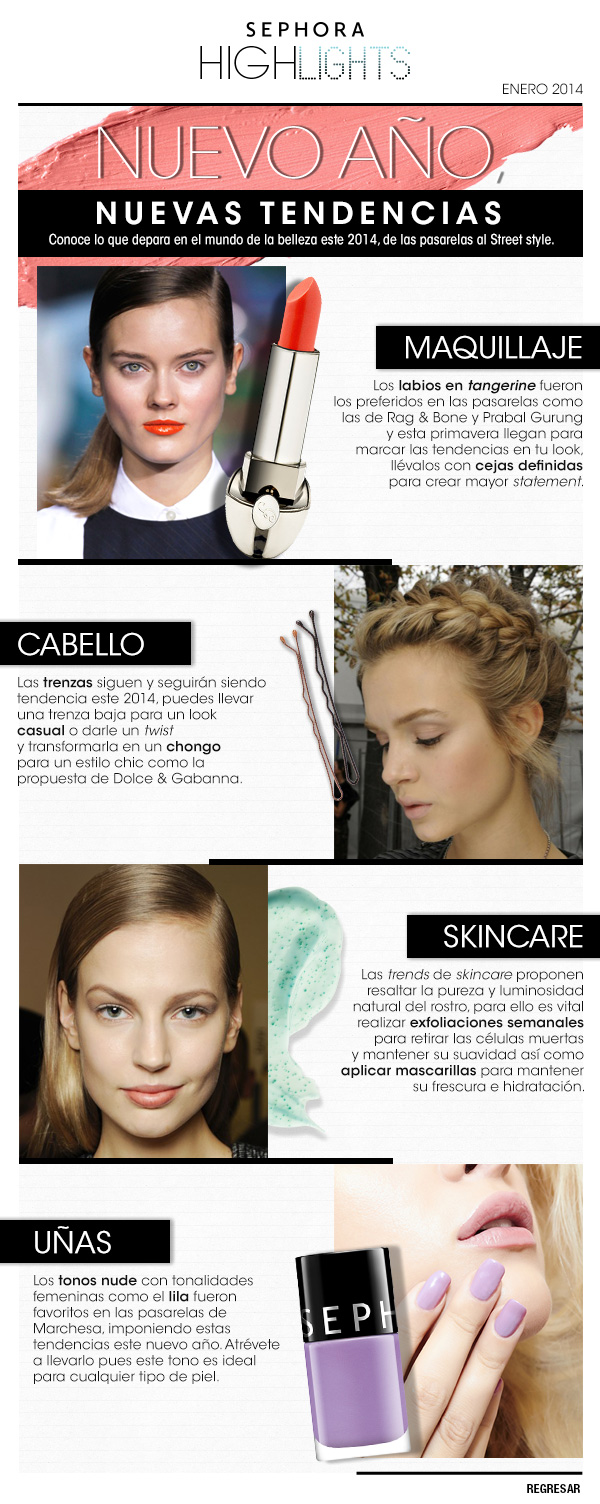 SEPHORA
HIGHLIGHTS
ENERO 2014
NUEVO AÑO,
NUEVAS TENDENCIAS
Conoce lo que depara en el mundo de la belleza este 2014, de las pasarelas al Street style.
MAQUILLAJE
Los labios en tangerine fueron
los preferidos en las pasarelas como
las de Rag & Bone y Prabal Gurung
y esta primavera llegan para
marcar las tendencias en tu look,
llévalos con cejas definidas
para crear mayor statement.
CABELLO
Las trenzas siguen y seguirán siendo
tendencia este 2014, puedes llevar
una trenza baja para un look
casual o darle un twist
y transformarla en un chongo
para un estilo chic como la
propuesta de Dolce & Gabanna.
SKINCARE
Las trends de skincare proponen
resaltar la pureza y luminosidad
natural del rostro, para ello es vital
realizar exfoliaciones semanales
para retirar las células muertas
y mantener su suavidad así como
aplicar mascarillas para mantener
su frescura e hidratación.
UÑAS
Los tonos nude con tonalidades
femeninas como el lila fueron
favoritos en las pasarelas de
Marchesa, imponiendo estas
tendencias este nuevo año. Atrévete
a llevarlo pues este tono es ideal
para cualquier tipo de piel.
SEPH
REGRESAR